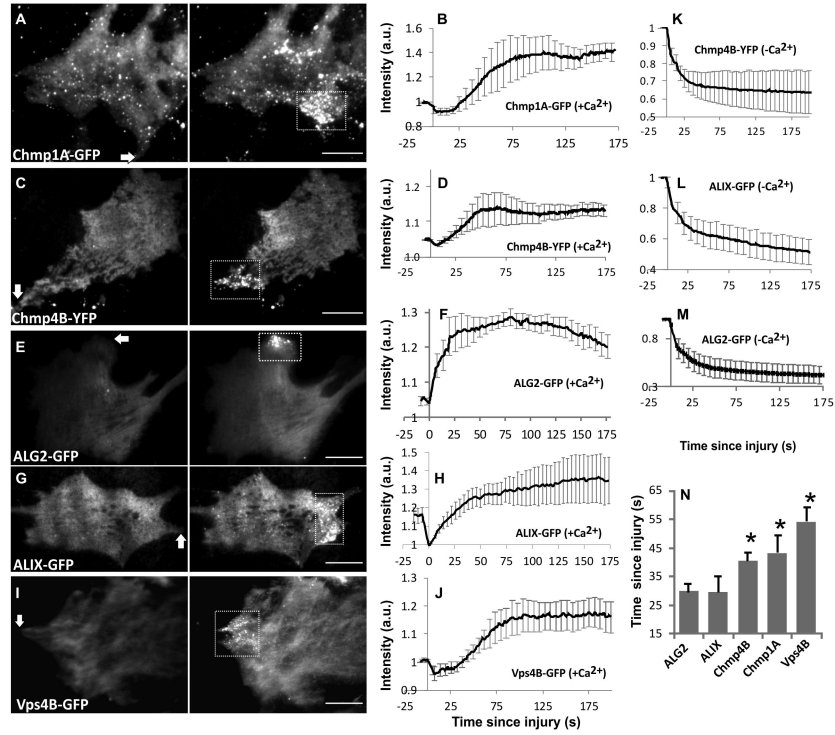 A
Chmp1A-GFP
B
Intensity (a.u.)
1.6
1.4
1.2
1
0.8
Chmp1A-GFP (+Ca2+)
-25 25 75 125 175
K
Chmp4B-YFP (-Ca2+)
1
0.9
0.8
0.7
0.6
0.5
-25 25 75 125 175
C
Chmp4B-YFP
D
Intensity (a.u.)
1.2
1.1
1.0
Chmp4B-YFP (+Ca2+)
-25 25 75 125 175
L
ALIX-GFP (-Ca2+)
1
0.8
0.6
0.4
-25 25 75 125 175
E
ALG2-GFP
F
Intensity (a.u.)
1.3
1.2
1.1
1
ALG2-GFP (+Ca2+)
-25 0 25 50 75 100 125 150 175
M
ALG2-GFP (-Ca2+)
0.8
0.3
-25 25 75 125 175
Time since injury (s)
G
ALIX-GFP
H
Intensity (a.u.)
1.5
1.4
1.3
1.2
1.1
1
ALIX-GFP (+Ca2+)
-25 0 25 50 75 100 125 150 175
I
Vps4B-GFP
J
Intensity (a.u.)
1.3
1.2
1.1
1.0
0.9
Vps4B-GFP (+Ca2+)
-25 25 75 125 175
Time since injury (s)
N
Time since injury (s)
65
55
45
35
25
15
* * *
ALG2 ALIX Chmp4B Chmp1A Vps4B